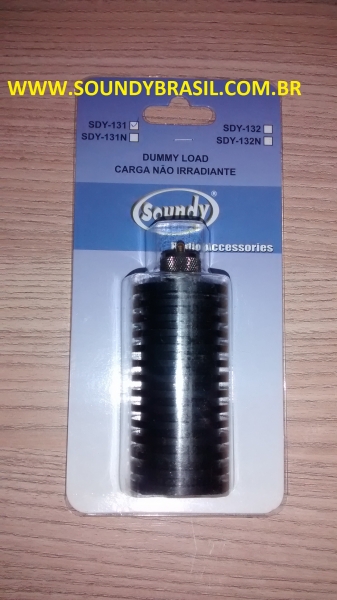 WWW.SOUNDYBRASIL.COM.BR
SDY-131 SDY-132
SDY-131N SDY-132N
DUMMY LOAD
CARGA NÃO IRRADIANTE
Soundy
Radio accessories